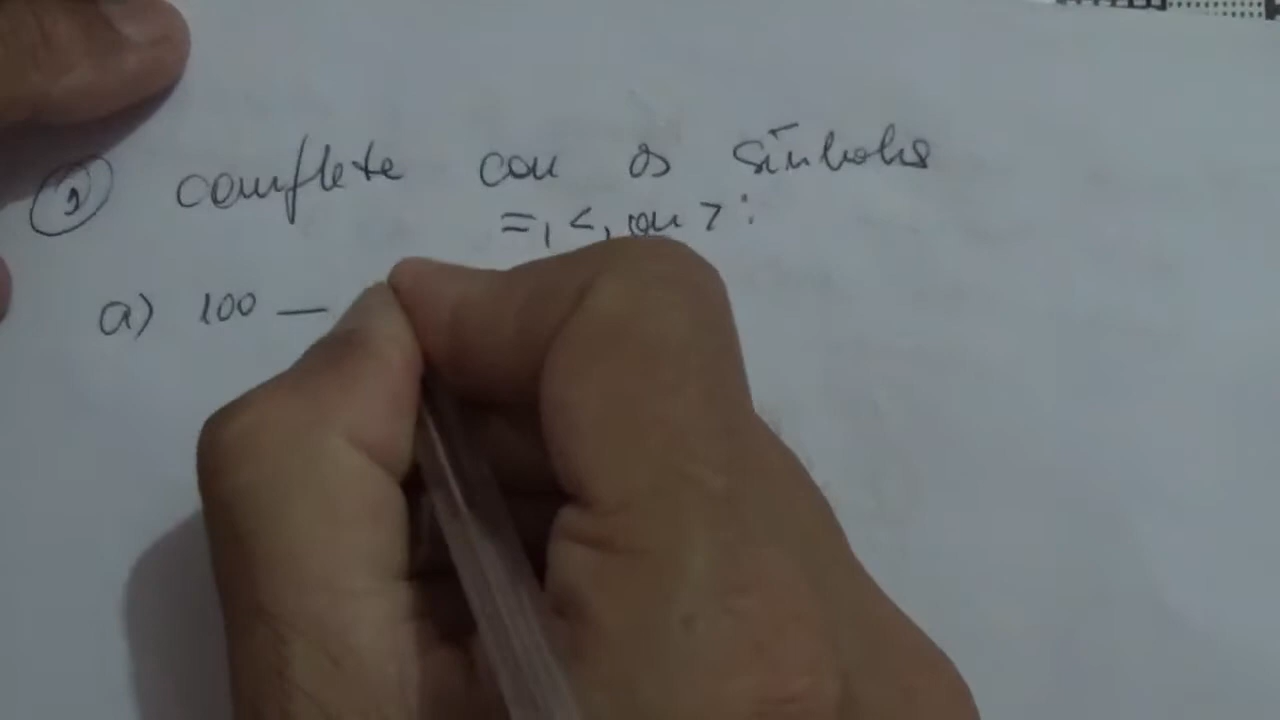 1 complete com os símbolos
=, <, ou > :
a) 100 —